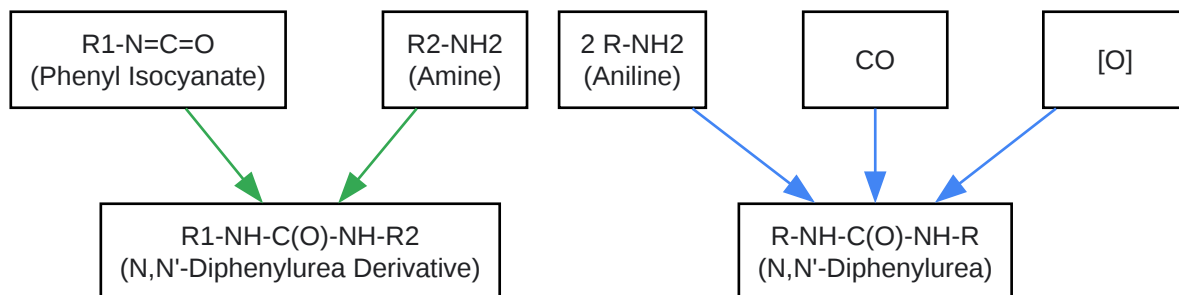 R1-N=C=O
(Phenyl Isocyanate)
R2-NH2
(Amine)
2 R-NH2
(Aniline)
CO
[O]
R1-NH-C(O)-NH-R2
(N,N'-Diphenylurea Derivative)
R-NH-C(O)-NH-R
(N,N'-Diphenylurea)